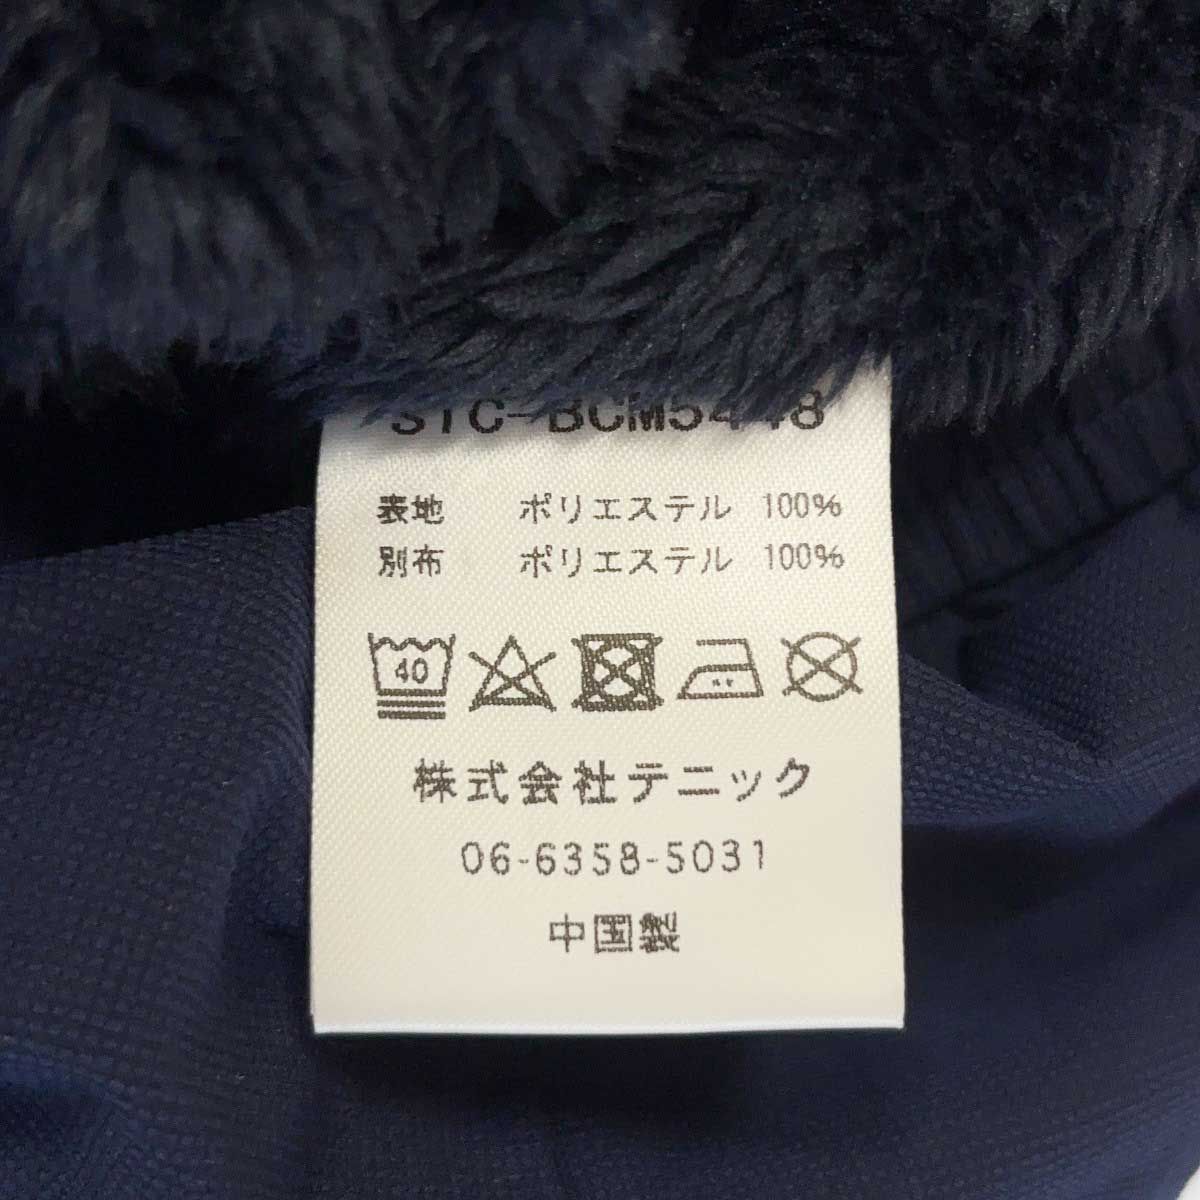 STC-BCM5448
表地 ポリエステル 100%
別布 ポリエステル 100%
40
株式会社テニック
06-6358-5031
中国製